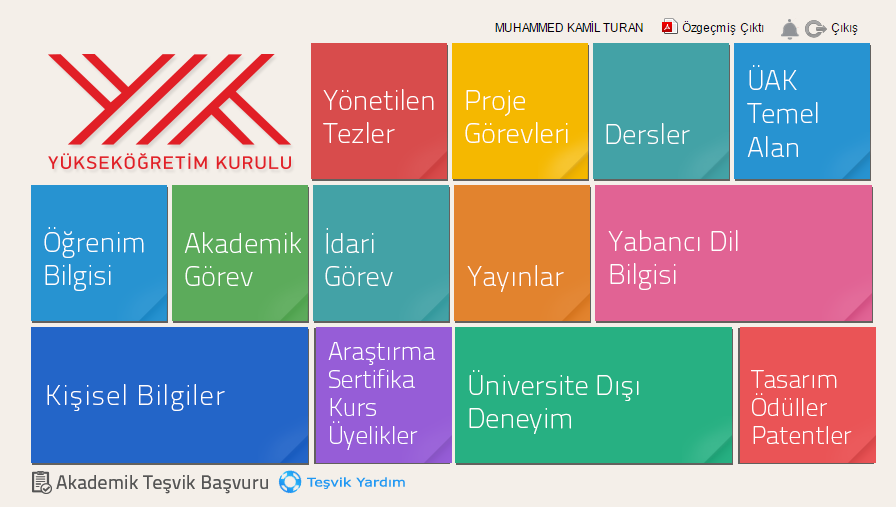 MUHAMMED KAMİL TURAN Özgeçmiş Çıktı Çıkış
YÜKSEKÖĞRETİM KURULU
Yönetilen
Tezler
Proje
Görevleri
Dersler
ÜAK
Temel
Alan
Öğrenim
Bilgisi
Akademik
Görev
İdari
Görev
Yayınlar
Yabancı Dil
Bilgisi
Kişisel Bilgiler
Araştırma
Sertifika
Kurs
Üyelikler
Üniversite Dışı
Deneyim
Tasarım
Ödüller
Patentler
Akademik Teşvik Başvuru Teşvik Yardım